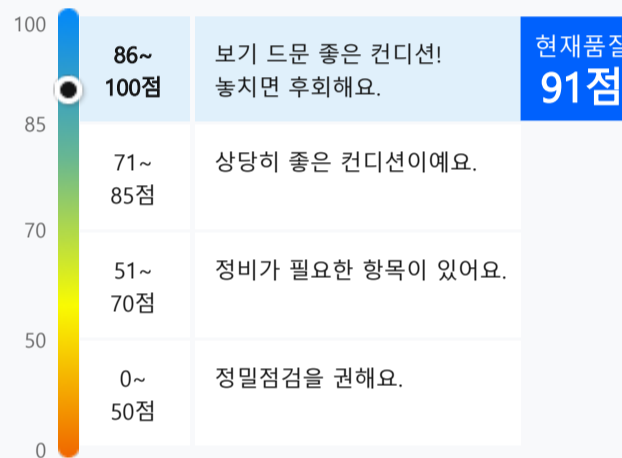 100
86~
100점
보기 드문 좋은 컨디션!
놓치면 후회해요.
현재품질
91점
85
71~
85점
상당히 좋은 컨디션이예요.
70
51~
70점
정비가 필요한 항목이 있어요.
50
0~
50점
정밀점검을 권해요.
0